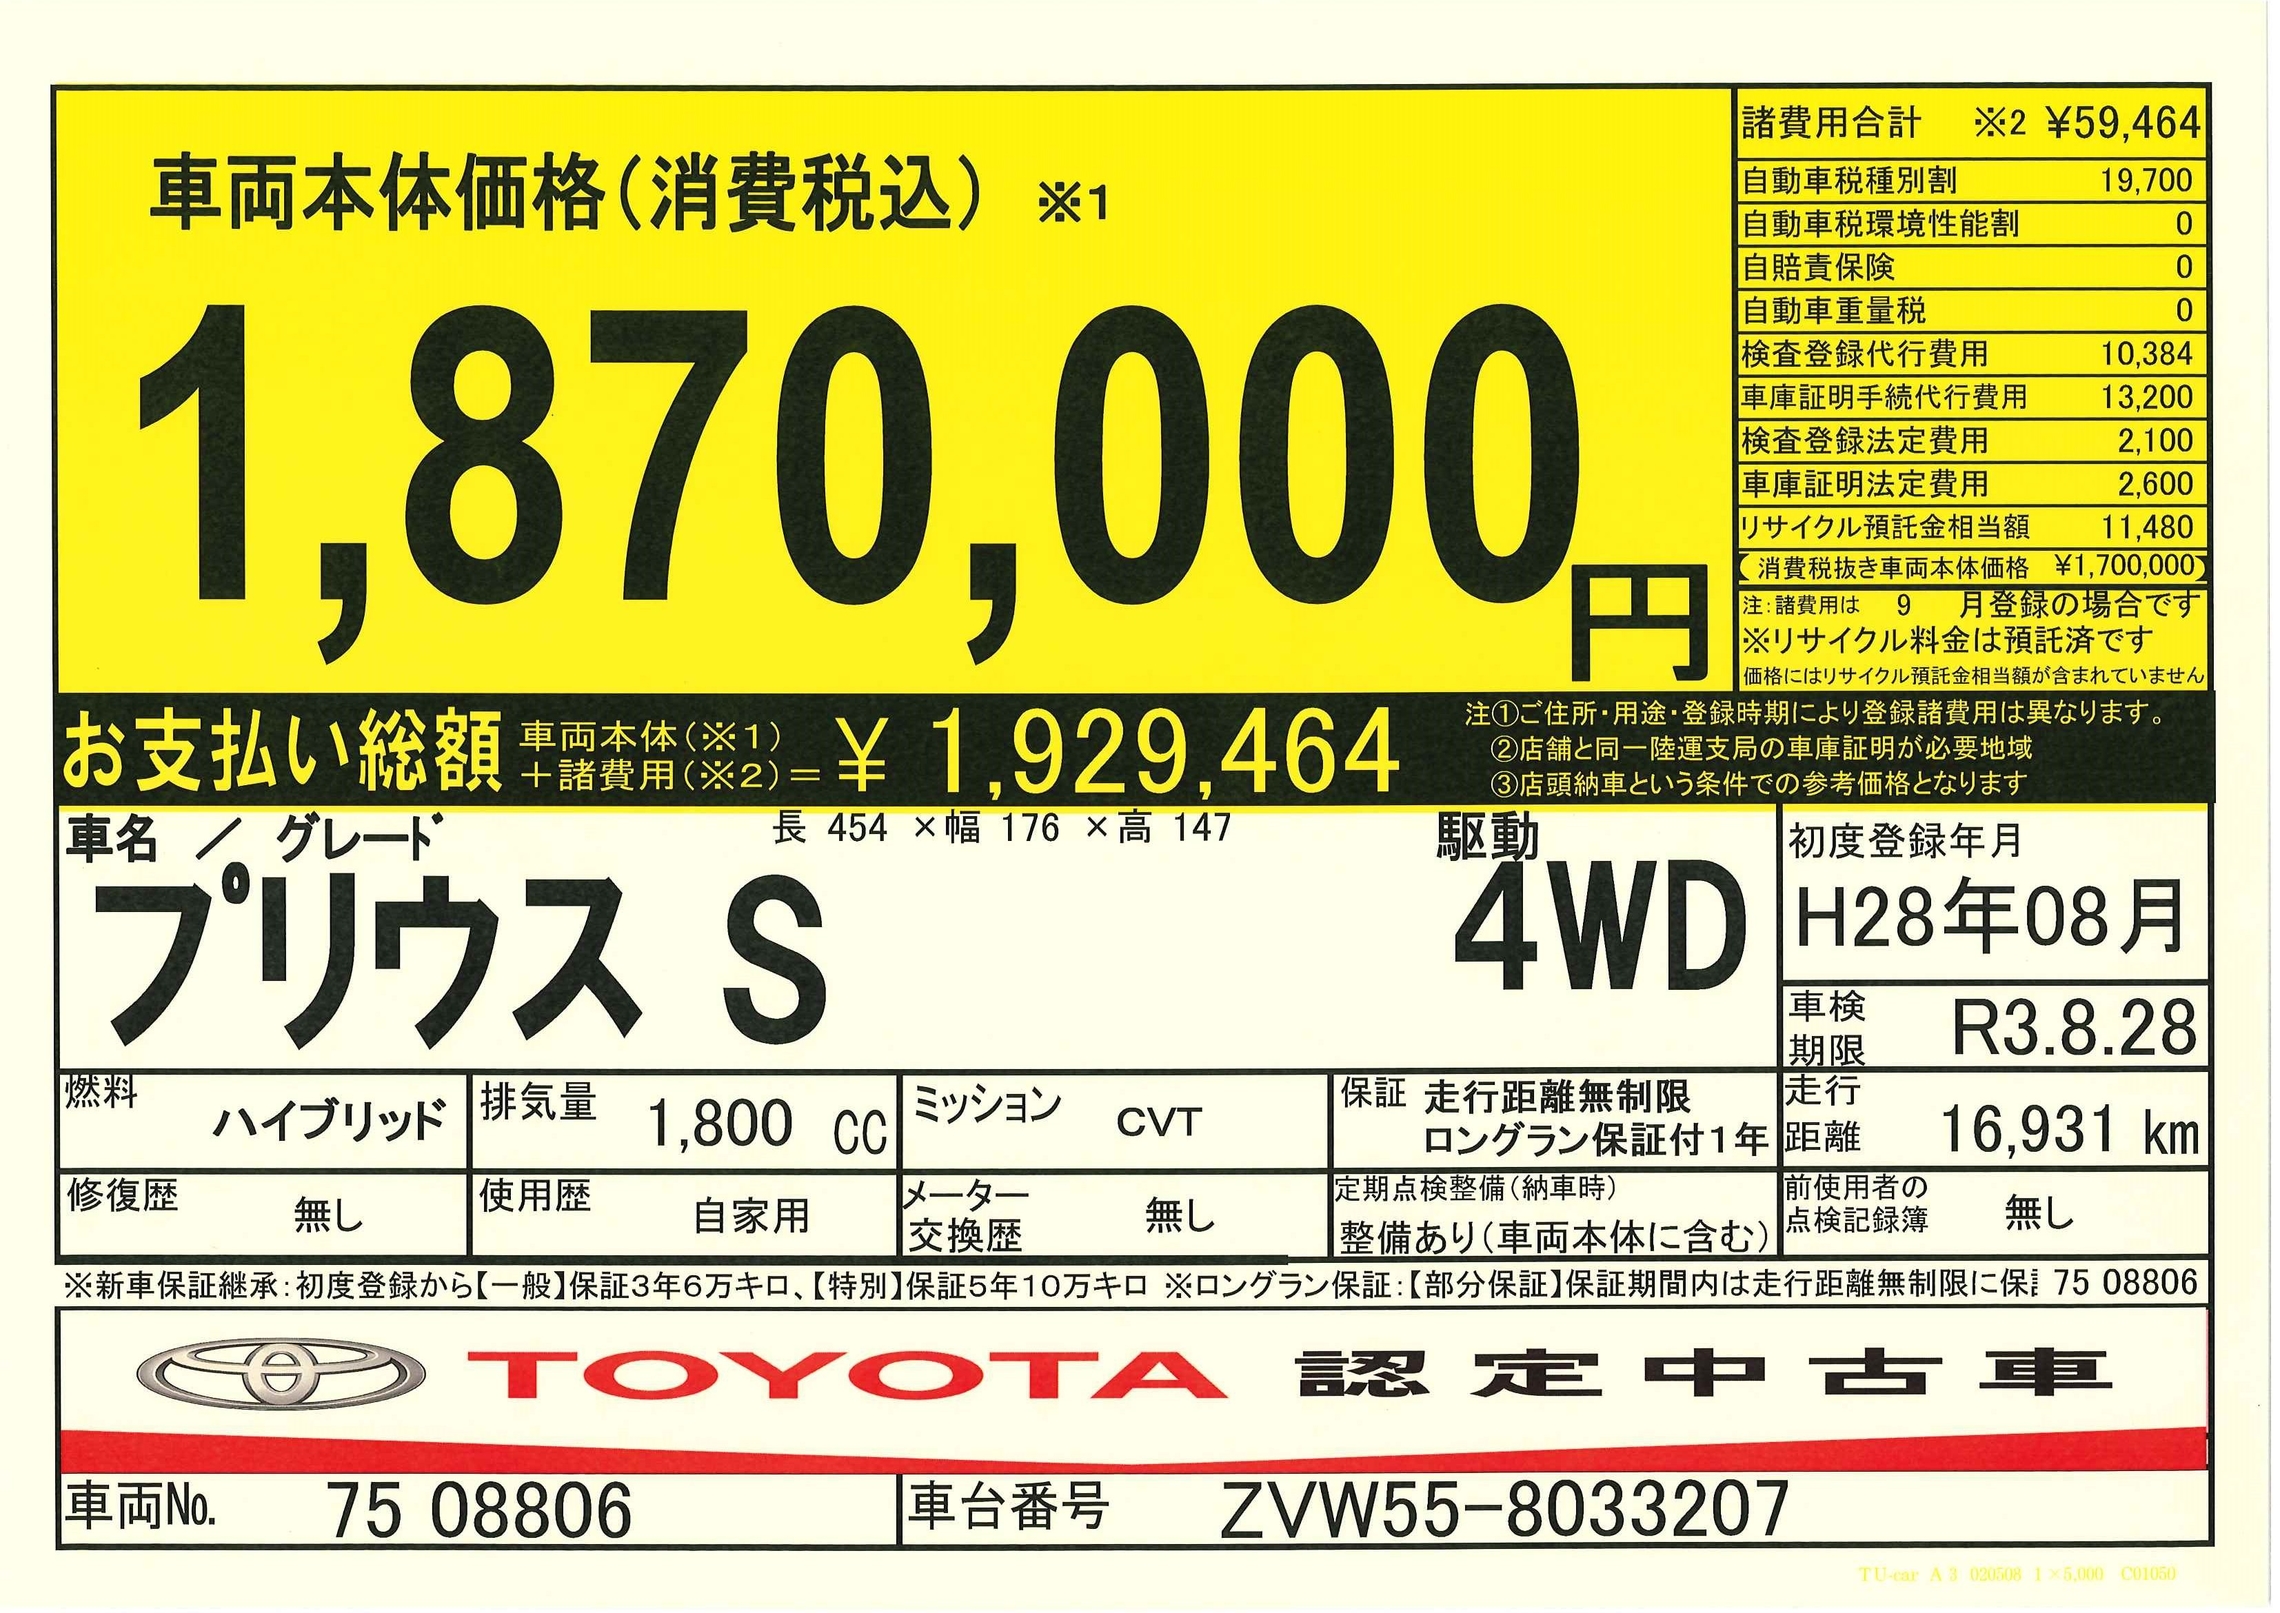 車両本体価格(消費税込) ※1
1,870,000円
諸費用合計 ※2 ¥59,464
自動車税種別割 19,700
自動車税環境性能割 0
自賠責保険 0
自動車重量税 0
検査登録代行費用 10,384
車庫証明手続代行費用 13,200
検査登録法定費用 2,100
車庫証明法定費用 2,600
リサイクル預託金相当額 11,480
(消費税抜き車両本体価格 ¥1,700,000)
注:諸費用は 9 月登録の場合です
※リサイクル料金は預託済です
価格にはリサイクル預託金相当額が含まれていません
お支払い総額 車両本体(※1)
+諸費用(※2)= ¥ 1,929,464
注①ご住所・用途・登録時期により登録諸費用は異なります。
②店舗と同一陸運支局の車庫証明が必要地域
③店頭納車という条件での参考価格となります
車名 / グレード 長 454 ×幅 176 ×高 147
プリウス S
駆動
4WD
初度登録年月
H28年08月
車検
期限 R3.8.28
燃料 ハイブリッド
排気量 1,800 CC
ミッション CVT
保証 走行距離無制限
ロングラン保証付1年
走行
距離 16,931 km
修復歴 無し
使用歴 自家用
メーター
交換歴 無し
定期点検整備(納車時)
整備あり(車両本体に含む)
前使用者の
点検記録簿 無し
※新車保証継承:初度登録から【一般】保証3年6万キロ、【特別】保証5年10万キロ ※ロングラン保証:【部分保証】保証期間内は走行距離無制限に保 75 08806
TOYOTA 認定中古車
車両No. 75 08806
車台番号 ZVW55-8033207
TU-car A3 020508 1×5,000 C01050